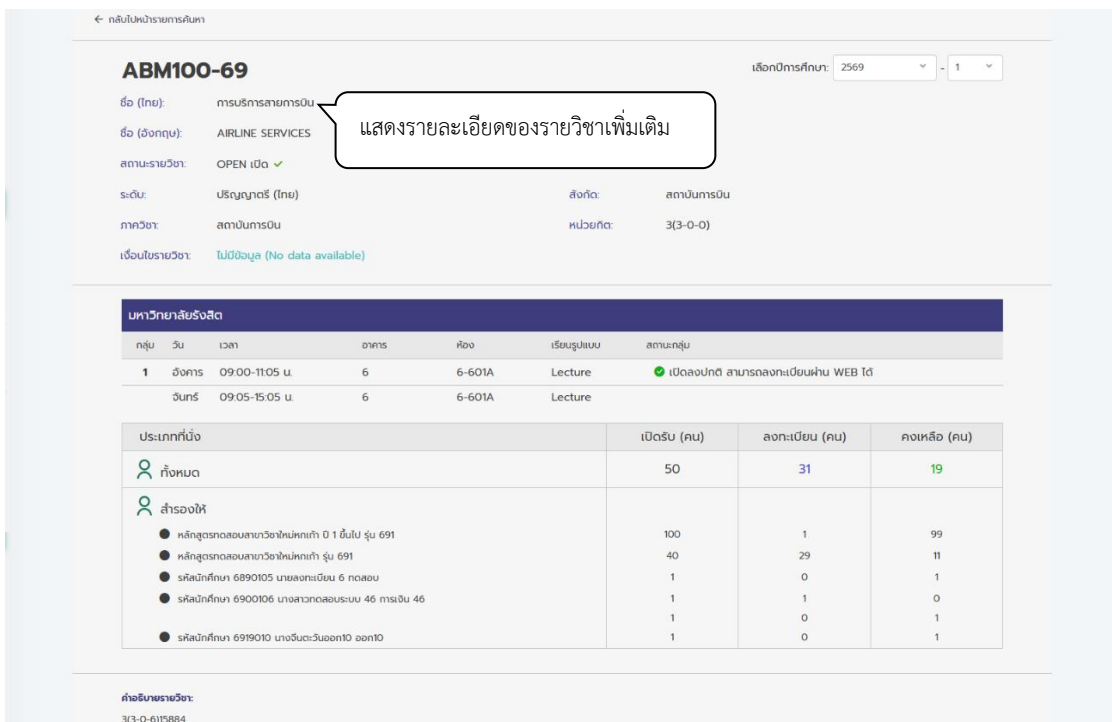 ← กลับไปหน้ารายการค้นหา
ABM100-69 เลือกปีการศึกษา: 2569 - 1
ชื่อ (ไทย): การบริการสายการบิน
แสดงรายละเอียดของรายวิชาเพิ่มเติม
ชื่อ (อังกฤษ): AIRLINE SERVICES
สถานะรายวิชา: OPEN เปิด ✓
ระดับ: ปริญญาตรี (ไทย) สังกัด: สถาบันการบิน
ภาควิชา: สถาบันการบิน หน่วยกิต: 3(3-0-0)
เงื่อนไขรายวิชา: ไม่มีข้อมูล (No data available)
มหาวิทยาลัยรังสิต
กลุ่ม วัน เวลา อาคาร ห้อง เรียนรูปแบบ สถานะกลุ่ม
1 อังคาร 09:00-11:05 น. 6 6-601A Lecture เปิดลงปกติ สามารถลงทะเบียนผ่าน WEB ได้
จันทร์ 09:05-15:05 น. 6 6-601A Lecture
ประเภทที่นั่ง เปิดรับ (คน) ลงทะเบียน (คน) คงเหลือ (คน)
ทั้งหมด 50 31 19
สำรองให้
หลักสูตรทดสอบสาขาวิชาใหม่หกเก้า ปี 1 ขึ้นไป รุ่น 691 100 1 99
หลักสูตรทดสอบสาขาวิชาใหม่หกเก้า รุ่น 691 40 29 11
รหัสนักศึกษา 6890105 นายลงทะเบียน 6 ทดสอบ 1 0 1
รหัสนักศึกษา 6900106 นางสาวทดสอบระบบ 46 การเงิน 46 1 1 0
1 0 1
รหัสนักศึกษา 6919010 นางจีนตะวันออก10 ออก10 1 0 1
คำอธิบายรายวิชา:
3(3-0-6)15884